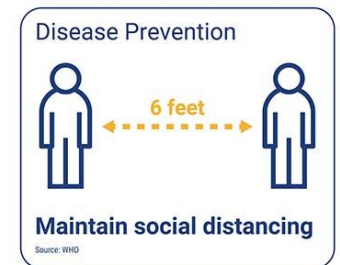 Disease Prevention
6 feet
Maintain social distancing
Source: WHO